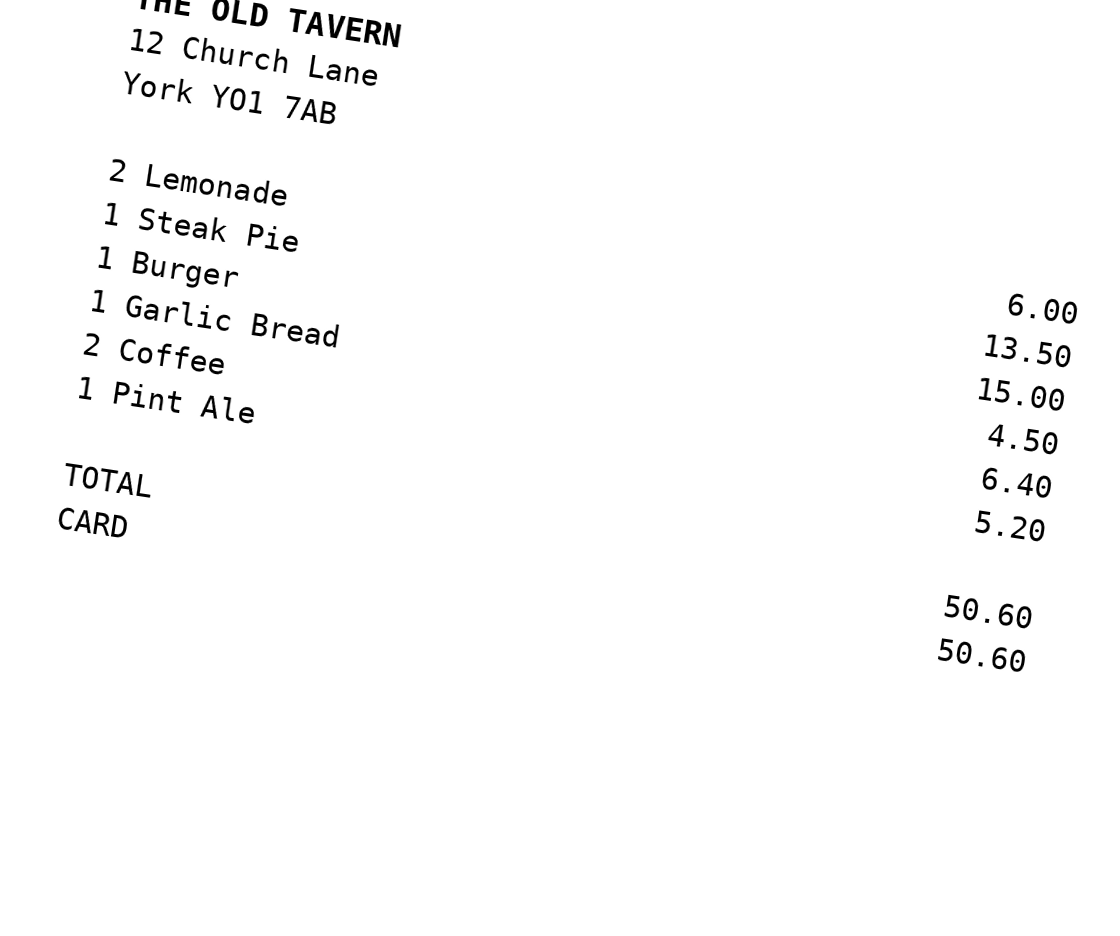 THE OLD TAVERN
12 Church Lane
York YO1 7AB
2 Lemonade 6.00
1 Steak Pie 13.50
1 Burger 15.00
1 Garlic Bread 4.50
2 Coffee 6.40
1 Pint Ale 5.20
TOTAL 50.60
CARD 50.60